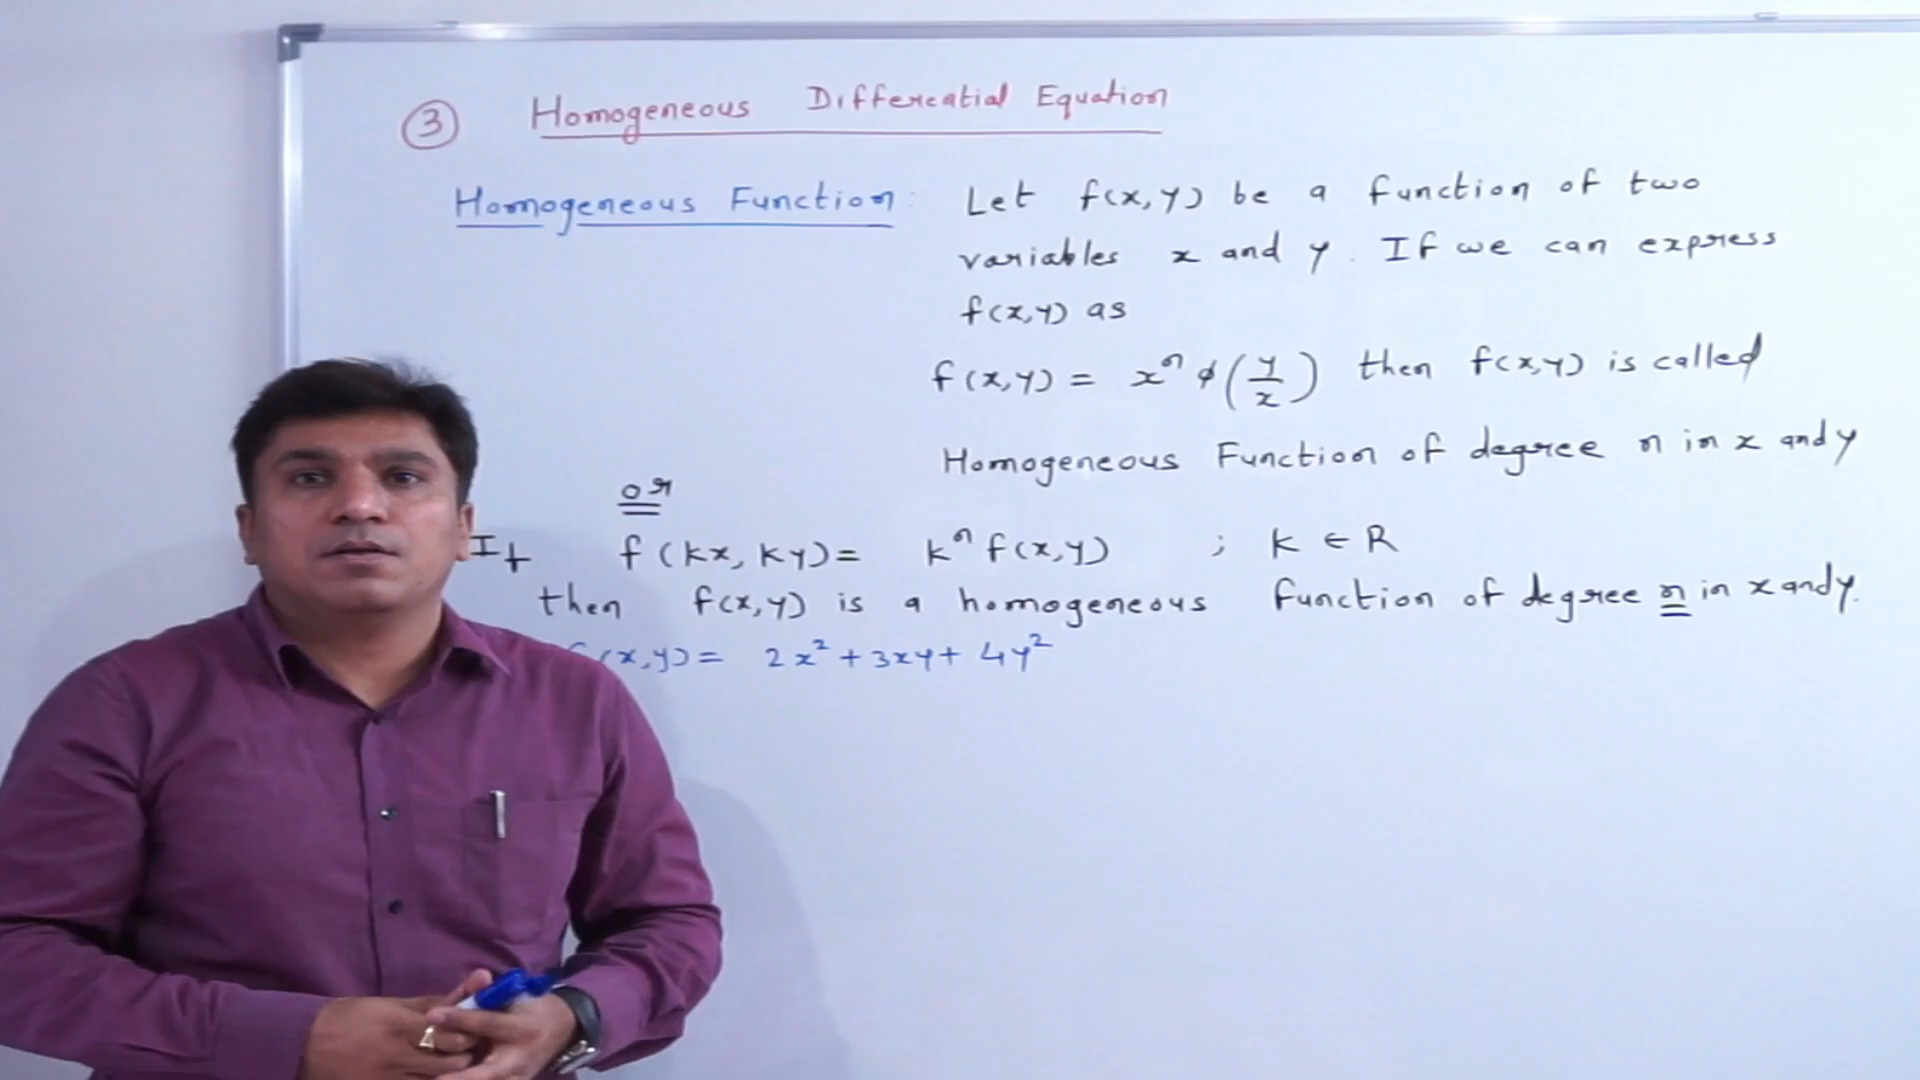 ③ Homogeneous Differeatial Equation
Homogeneous Function: Let f(x,y) be a function of two
variables x and y. If we can express
f(x,y) as
f(x,y) = xⁿ ϕ(y/x) then f(x,y) is called
Homogeneous Function of degree n in x and y
or
If f(kx, ky) = kⁿ f(x,y) ; K ∈ R
then f(x,y) is a homogeneous function of degree n in x and y.
(x,y) = 2x² + 3xy + 4y²